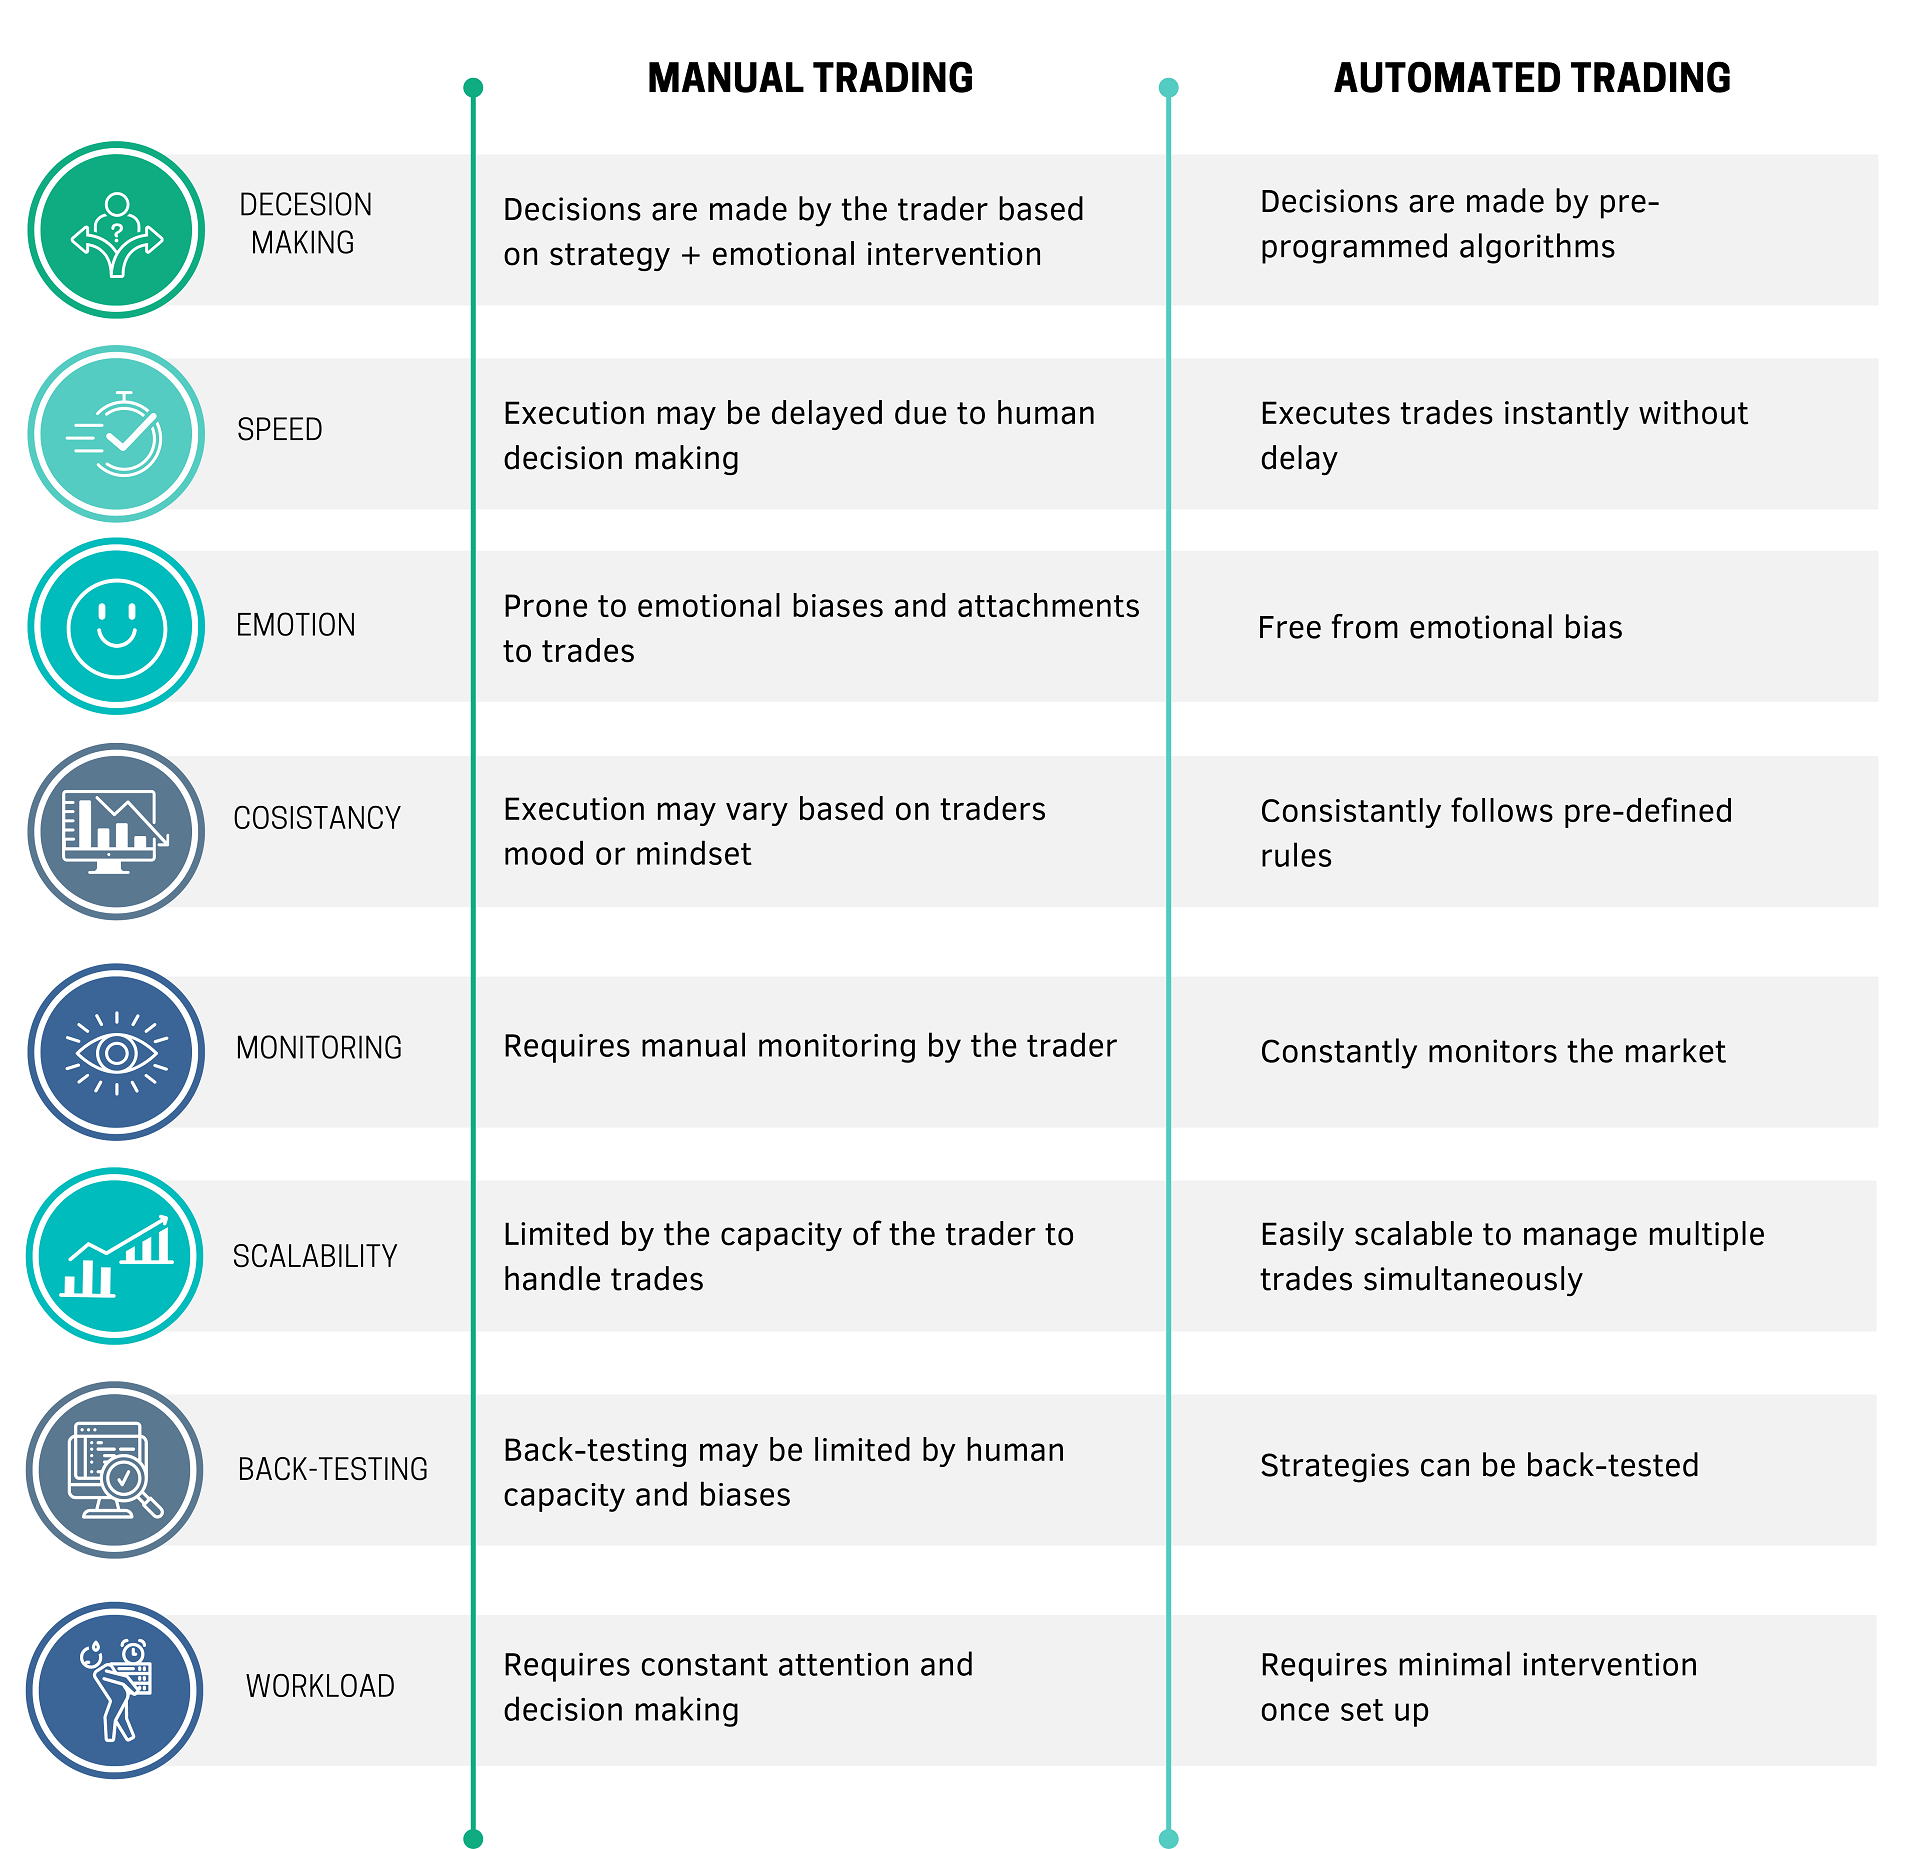 MANUAL TRADING
AUTOMATED TRADING
DECESION
MAKING
Decisions are made by the trader based
on strategy + emotional intervention
Decisions are made by pre-
programmed algorithms
?
SPEED
Execution may be delayed due to human
decision making
Executes trades instantly without
delay
EMOTION
Prone to emotional biases and attachments
to trades
Free from emotional bias
COSISTANCY
Execution may vary based on traders
mood or mindset
Consistantly follows pre-defined
rules
MONITORING
Requires manual monitoring by the trader
Constantly monitors the market
SCALABILITY
Limited by the capacity of the trader to
handle trades
Easily scalable to manage multiple
trades simultaneously
BACK-TESTING
Back-testing may be limited by human
capacity and biases
Strategies can be back-tested
WORKLOAD
Requires constant attention and
decision making
Requires minimal intervention
once set up